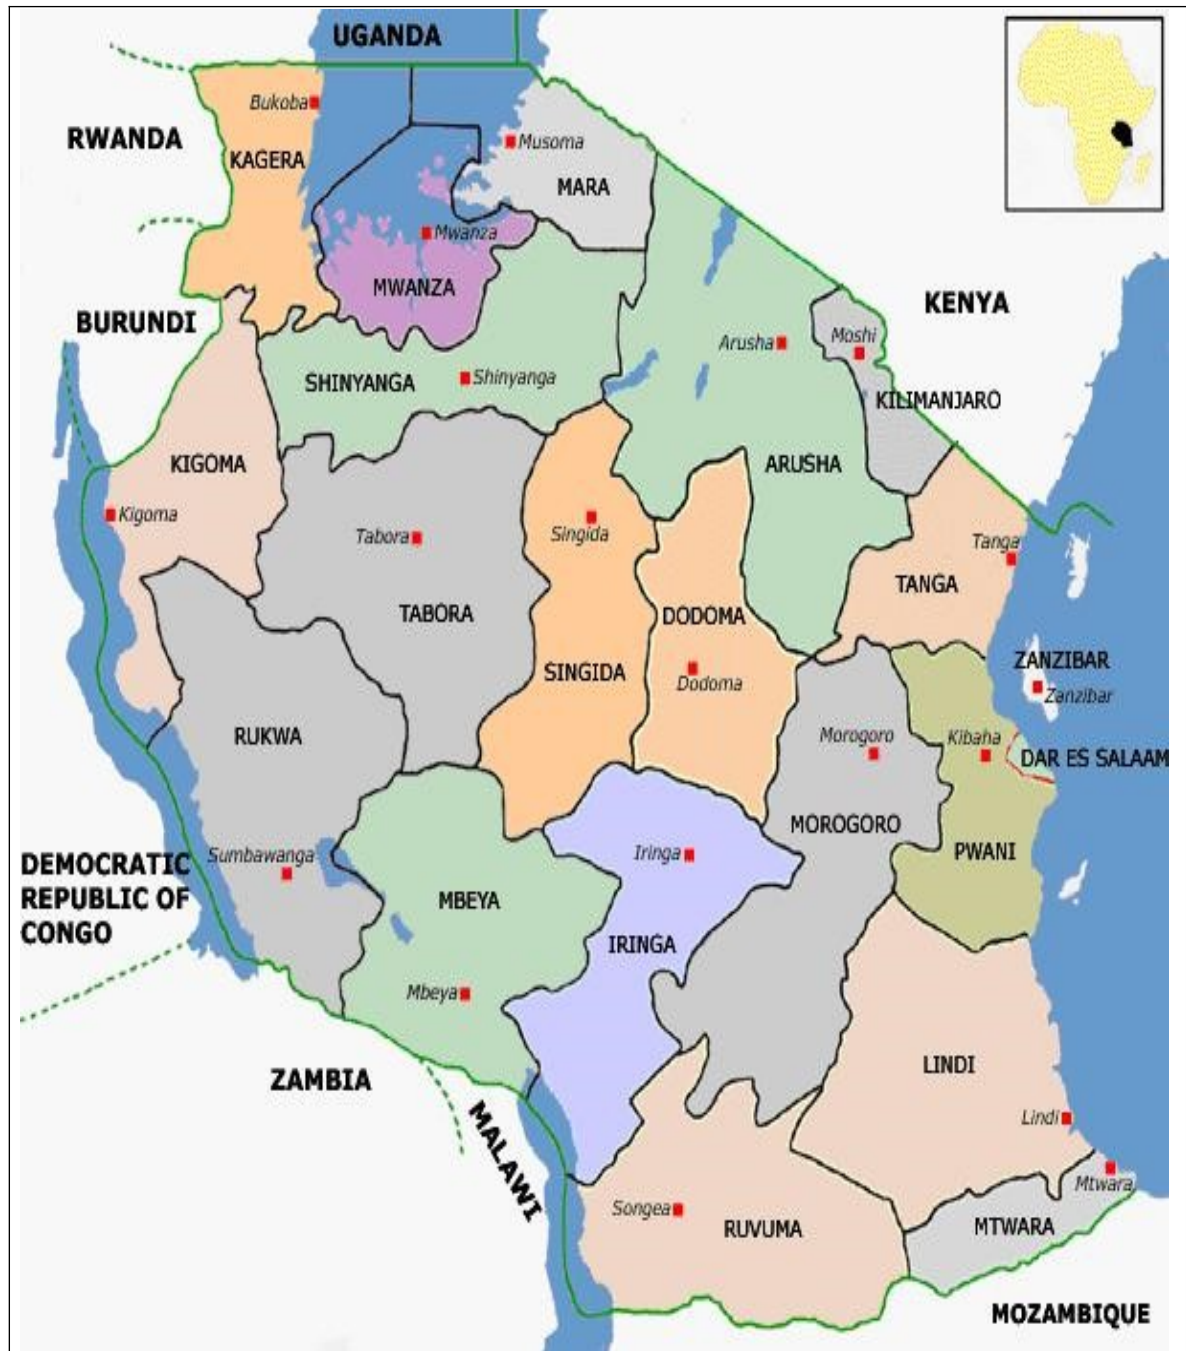 UGANDA
Bukoba
RWANDA
KAGERA
Musoma
MARA
Mwanza
MWANZA
KENYA
BURUNDI
Moshi
Arusha
SHINYANGA
Shinyanga
KILIMANJARO
KIGOMA
ARUSHA
Kigoma
Tabora
Singida
Tanga
TANGA
TABORA
DODOMA
SINGIDA
Dodoma
ZANZIBAR
Zanzibar
RUKWA
Morogoro
Kibaha
DAR ES SALAAM
MOROGORO
PWANI
Sumbawanga
Iringa
DEMOCRATIC
REPUBLIC OF
CONGO
MBEYA
IRINGA
Mbeya
LINDI
ZAMBIA
MALAWI
Lindi
Mtwara
Songea
RUVUMA
MTWARA
MOZAMBIQUE